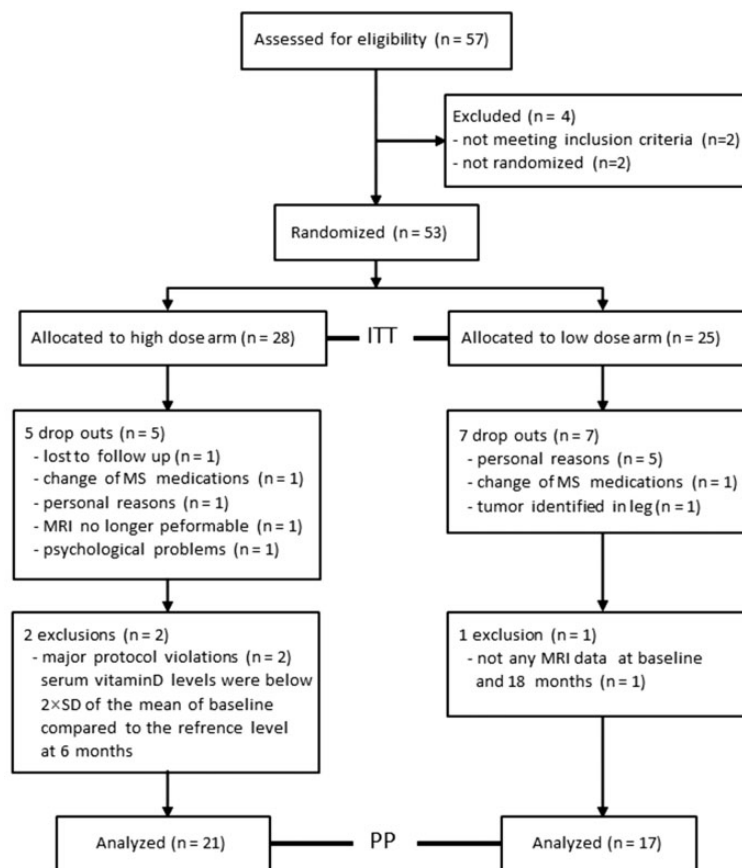 Assessed for eligibility (n = 57)
Excluded (n = 4)
- not meeting inclusion criteria (n=2)
- not randomized (n=2)
Randomized (n = 53)
Allocated to high dose arm (n = 28)
ITT
Allocated to low dose arm (n = 25)
5 drop outs (n = 5)
- lost to follow up (n = 1)
- change of MS medications (n = 1)
- personal reasons (n = 1)
- MRI no longer peformable (n = 1)
- psychological problems (n = 1)
7 drop outs (n = 7)
- personal reasons (n = 5)
- change of MS medications (n = 1)
- tumor identified in leg (n = 1)
2 exclusions (n = 2)
- major protocol violations (n = 2)
serum vitaminD levels were below
2×SD of the mean of baseline
compared to the refrence level
at 6 months
1 exclusion (n = 1)
- not any MRI data at baseline
and 18 months (n = 1)
Analyzed (n = 21)
PP
Analyzed (n = 17)